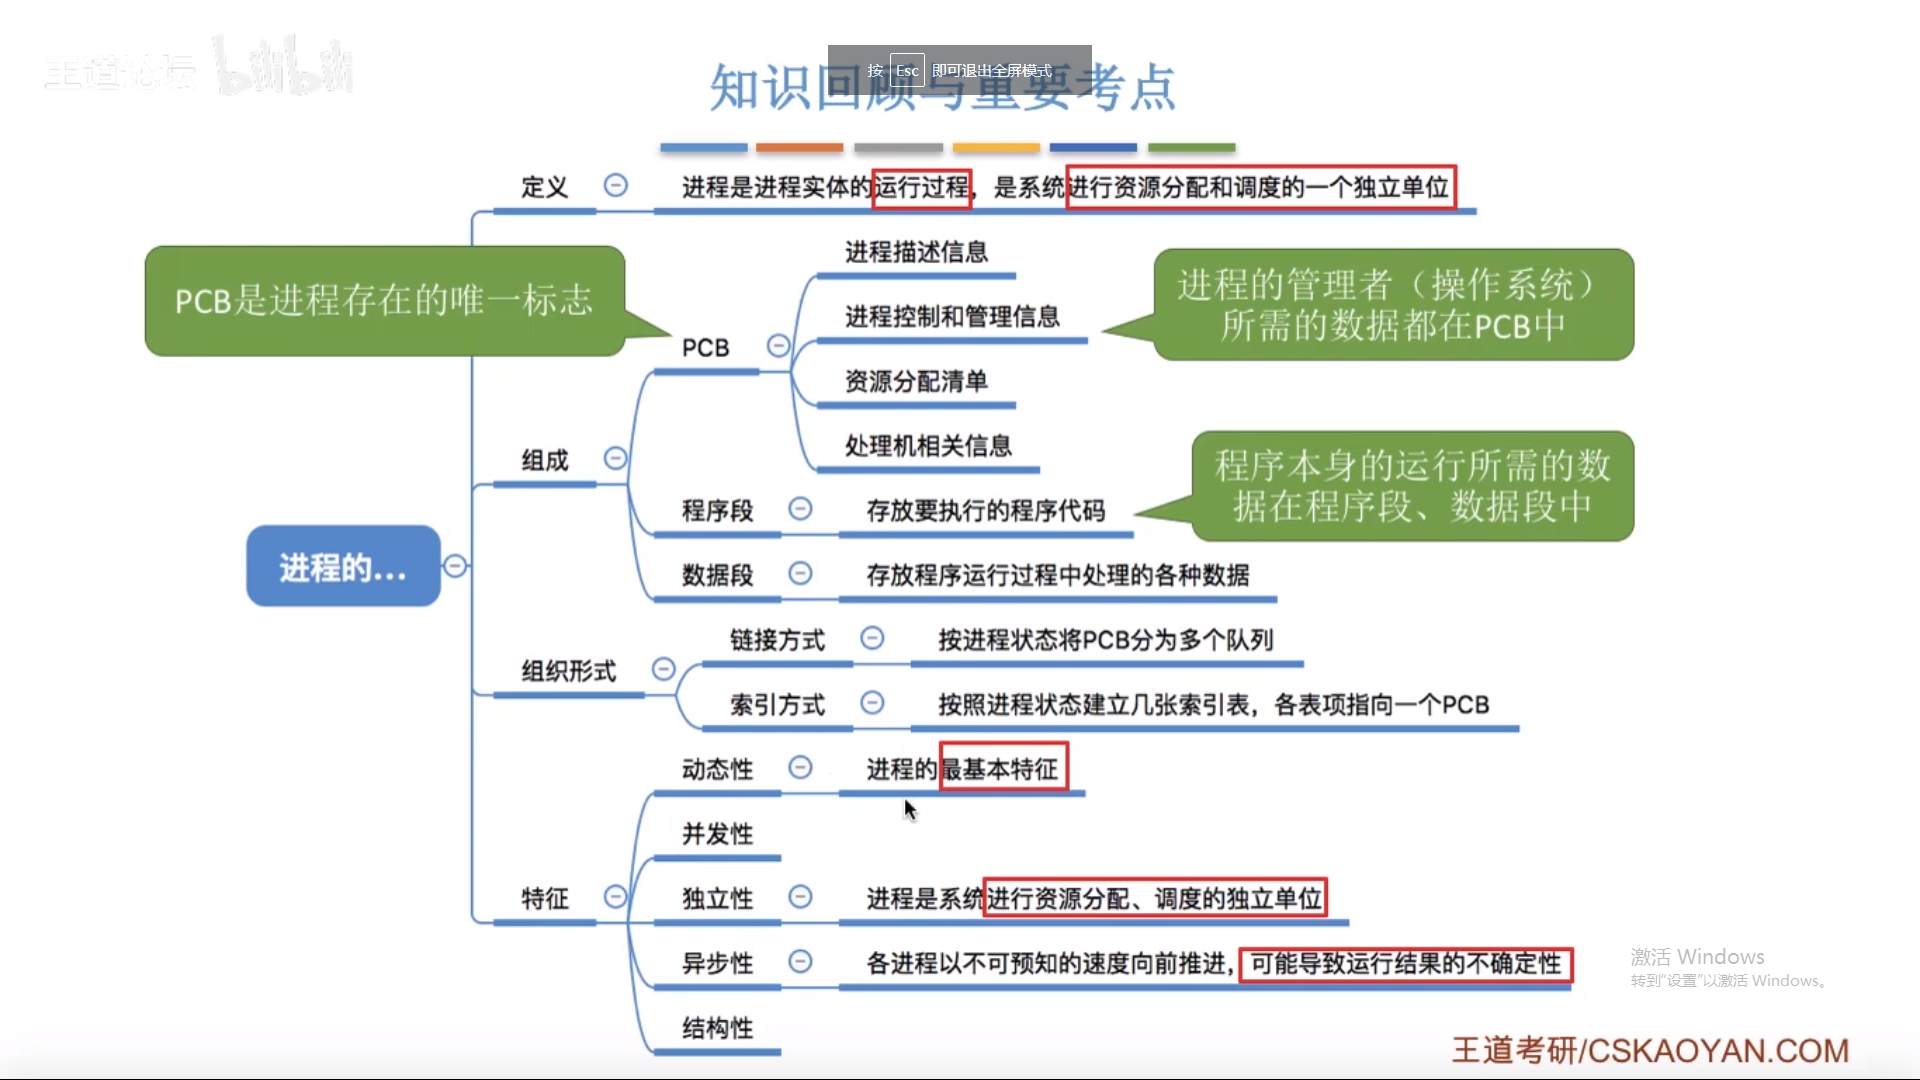 王道论坛 bilibili
按 Esc 即可退出全屏模式
知识回顾与重要考点
定义
进程是进程实体的运行过程，是系统进行资源分配和调度的一个独立单位
PCB是进程存在的唯一标志
进程描述信息
进程的管理者（操作系统）
所需的数据都在PCB中
进程控制和管理信息
PCB
资源分配清单
处理机相关信息
组成
程序本身的运行所需的数
据在程序段、数据段中
程序段
存放要执行的程序代码
进程的...
数据段
存放程序运行过程中处理的各种数据
组织形式
链接方式
按进程状态将PCB分为多个队列
索引方式
按照进程状态建立几张索引表，各表项指向一个PCB
动态性
进程的最基本特征
并发性
特征
独立性
进程是系统进行资源分配、调度的独立单位
异步性
各进程以不可预知的速度向前推进，可能导致运行结果的不确定性
结构性
激活 Windows
转到“设置”以激活 Windows。
王道考研/CSKAOYAN.COM